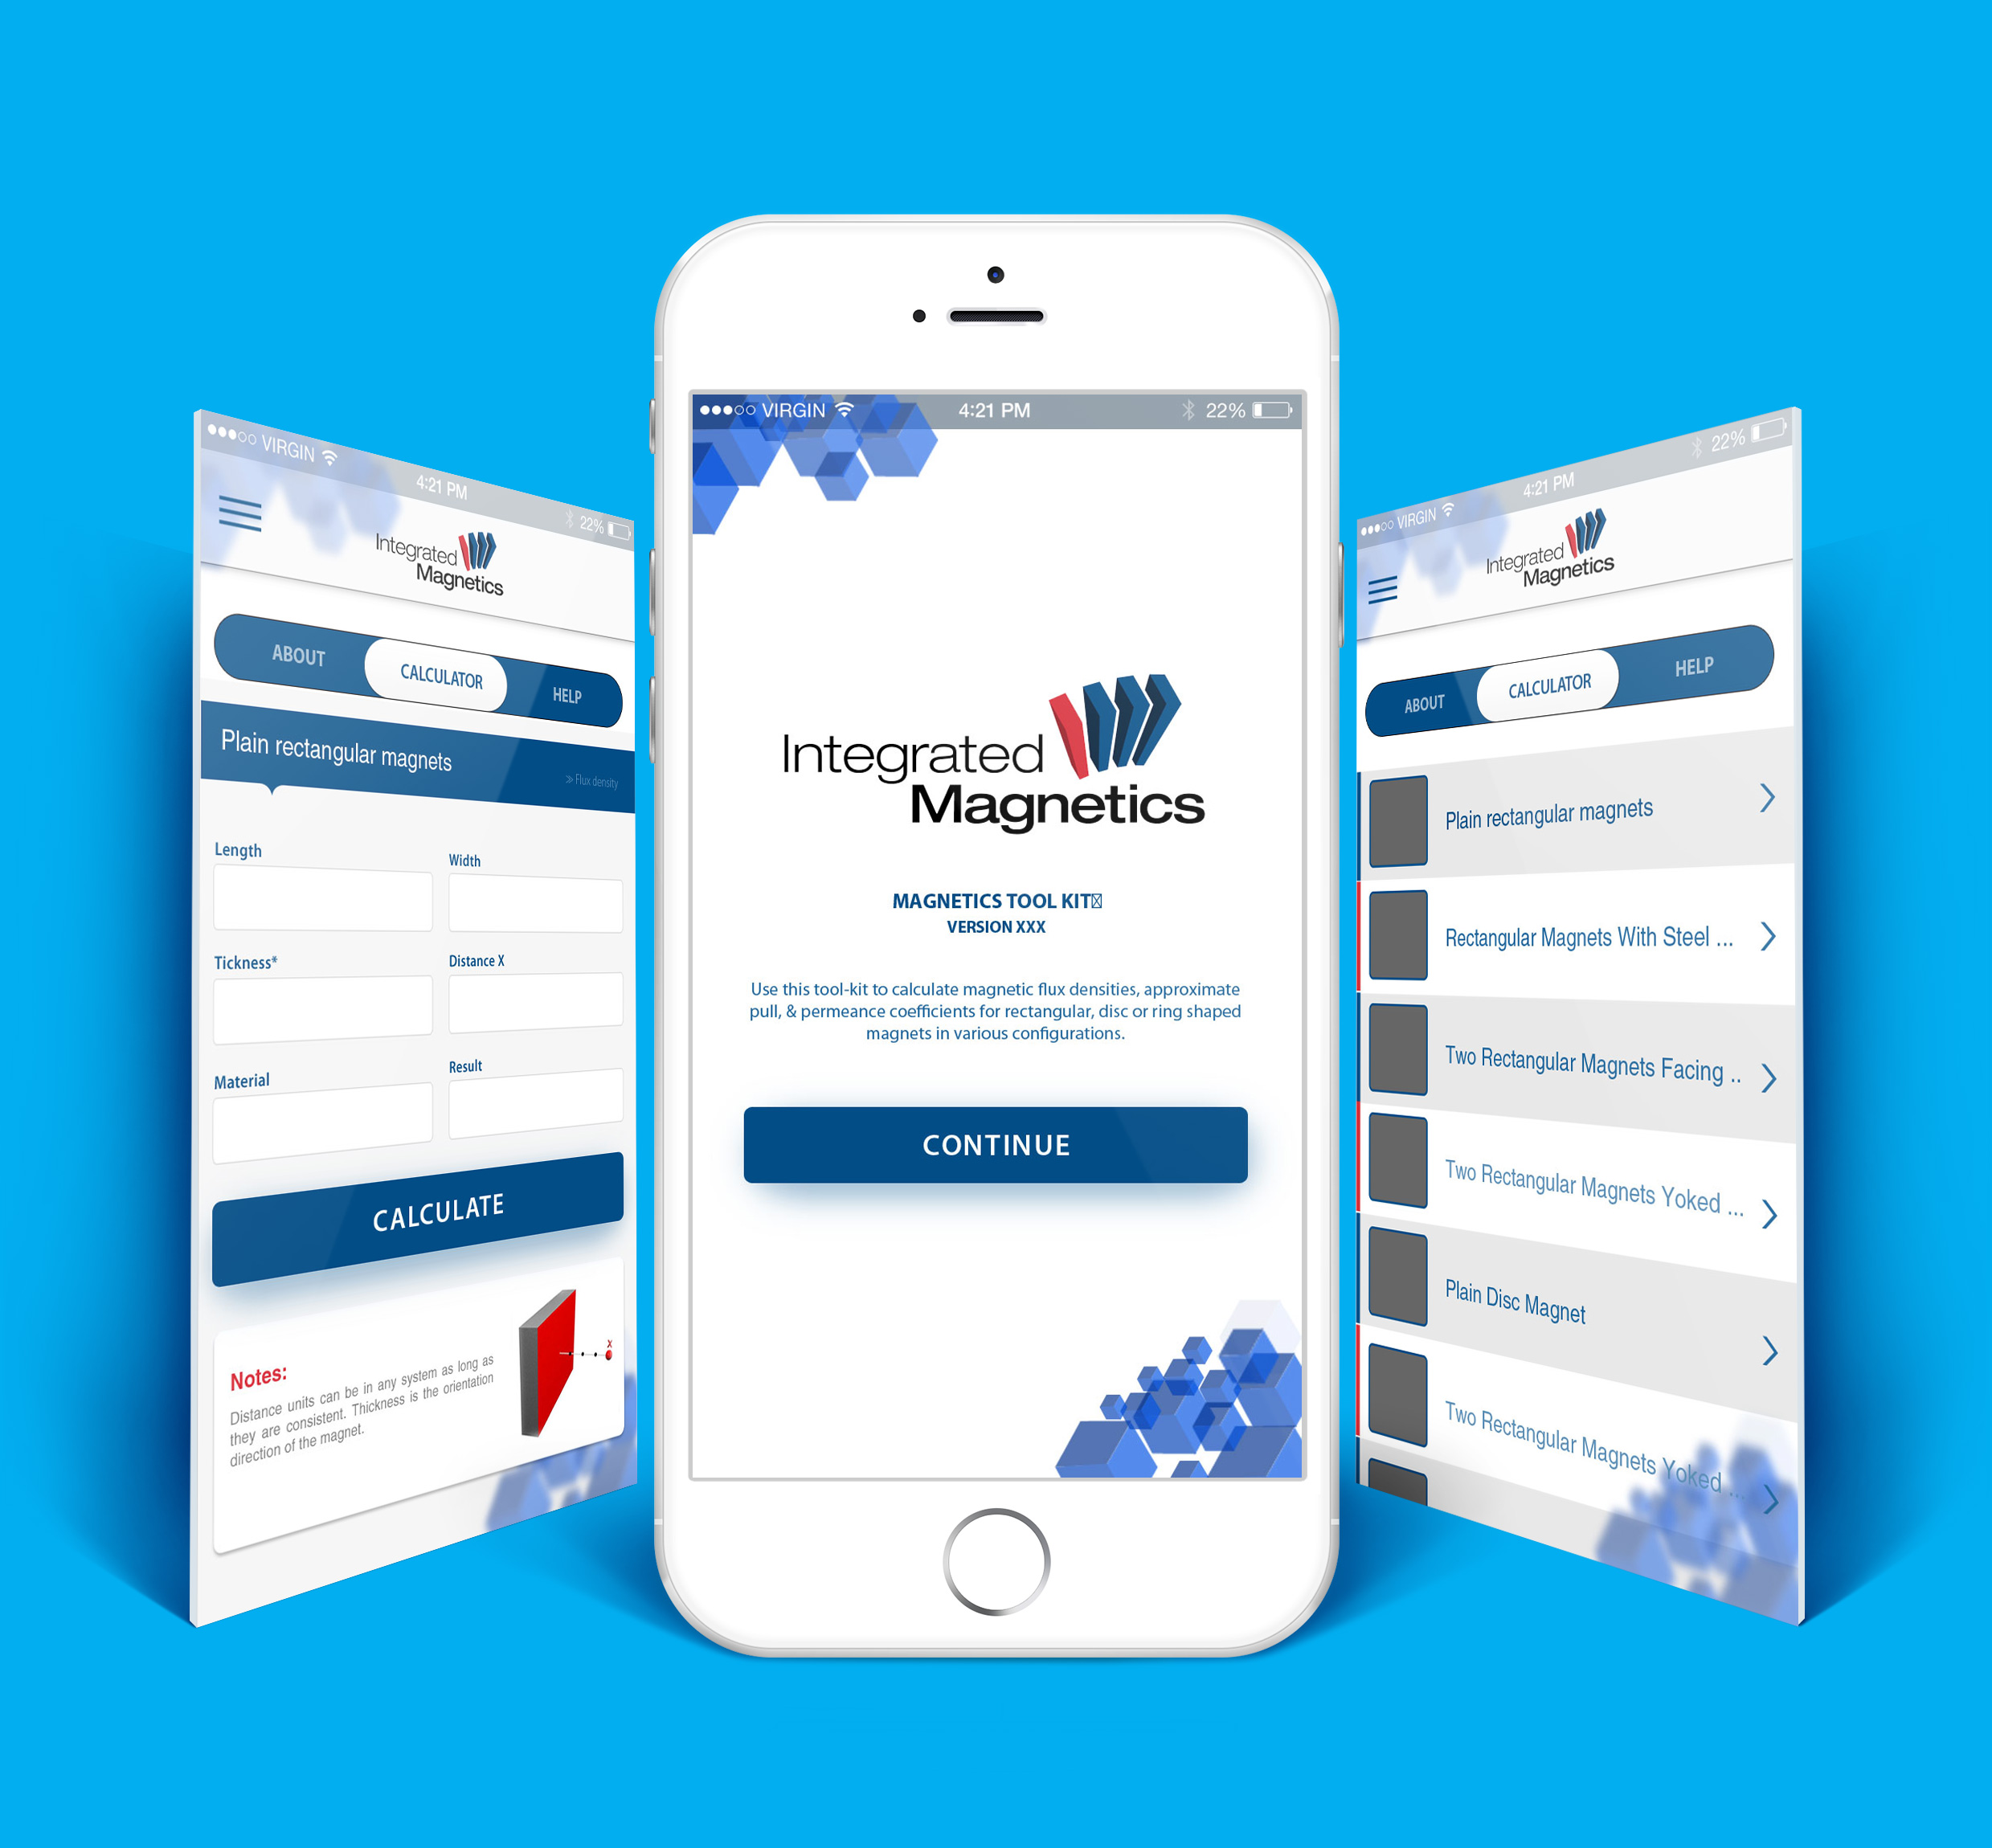 VIRGIN
4:21 PM
22%
Integrated
Magnetics
ABOUT
CALCULATOR
HELP
Plain rectangular magnets
>> Flux density
Length
Width
Tickness*
Distance X
Material
Result
CALCULATE
Notes:
Distance units can be in any system as long as
they are consistent. Thickness is the orientation
direction of the magnet.
X
VIRGIN
4:21 PM
22%
Integrated
Magnetics
MAGNETICS TOOL KIT
VERSION XXX
Use this tool-kit to calculate magnetic flux densities, approximate
pull, & permeance coefficients for rectangular, disc or ring shaped
magnets in various configurations.
CONTINUE
VIRGIN
4:21 PM
22%
Integrated
Magnetics
ABOUT
CALCULATOR
HELP
Plain rectangular magnets
Rectangular Magnets With Steel ...
Two Rectangular Magnets Facing ..
Two Rectangular Magnets Yoked ...
Plain Disc Magnet
Two Rectangular Magnets Yoked ...